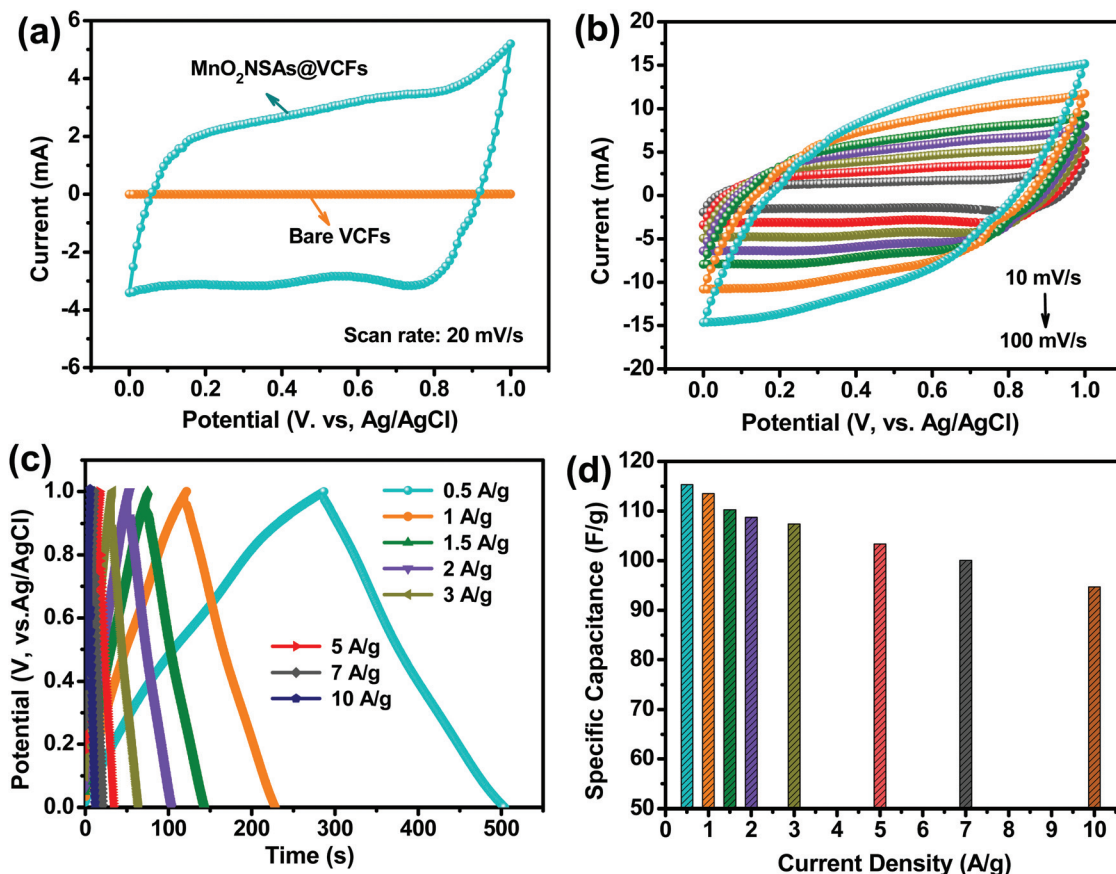 (a)
6
4
2
0
-2
-4
-6
Current (mA)
MnO₂NSAs@VCFs
Bare VCFs
Scan rate: 20 mV/s
0.0 0.2 0.4 0.6 0.8 1.0
Potential (V. vs, Ag/AgCl)
(b)
20
15
10
5
0
-5
-10
-15
-20
Current (mA)
10 mV/s
100 mV/s
0.0 0.2 0.4 0.6 0.8 1.0
Potential (V, vs. Ag/AgCl)
(c)
1.0
0.8
0.6
0.4
0.2
0.0
Potential (V, vs.Ag/AgCl)
0.5 A/g
1 A/g
1.5 A/g
2 A/g
3 A/g
5 A/g
7 A/g
10 A/g
0 100 200 300 400 500
Time (s)
(d)
120
110
100
90
80
70
60
50
Specific Capacitance (F/g)
0 1 2 3 4 5 6 7 8 9 10
Current Density (A/g)